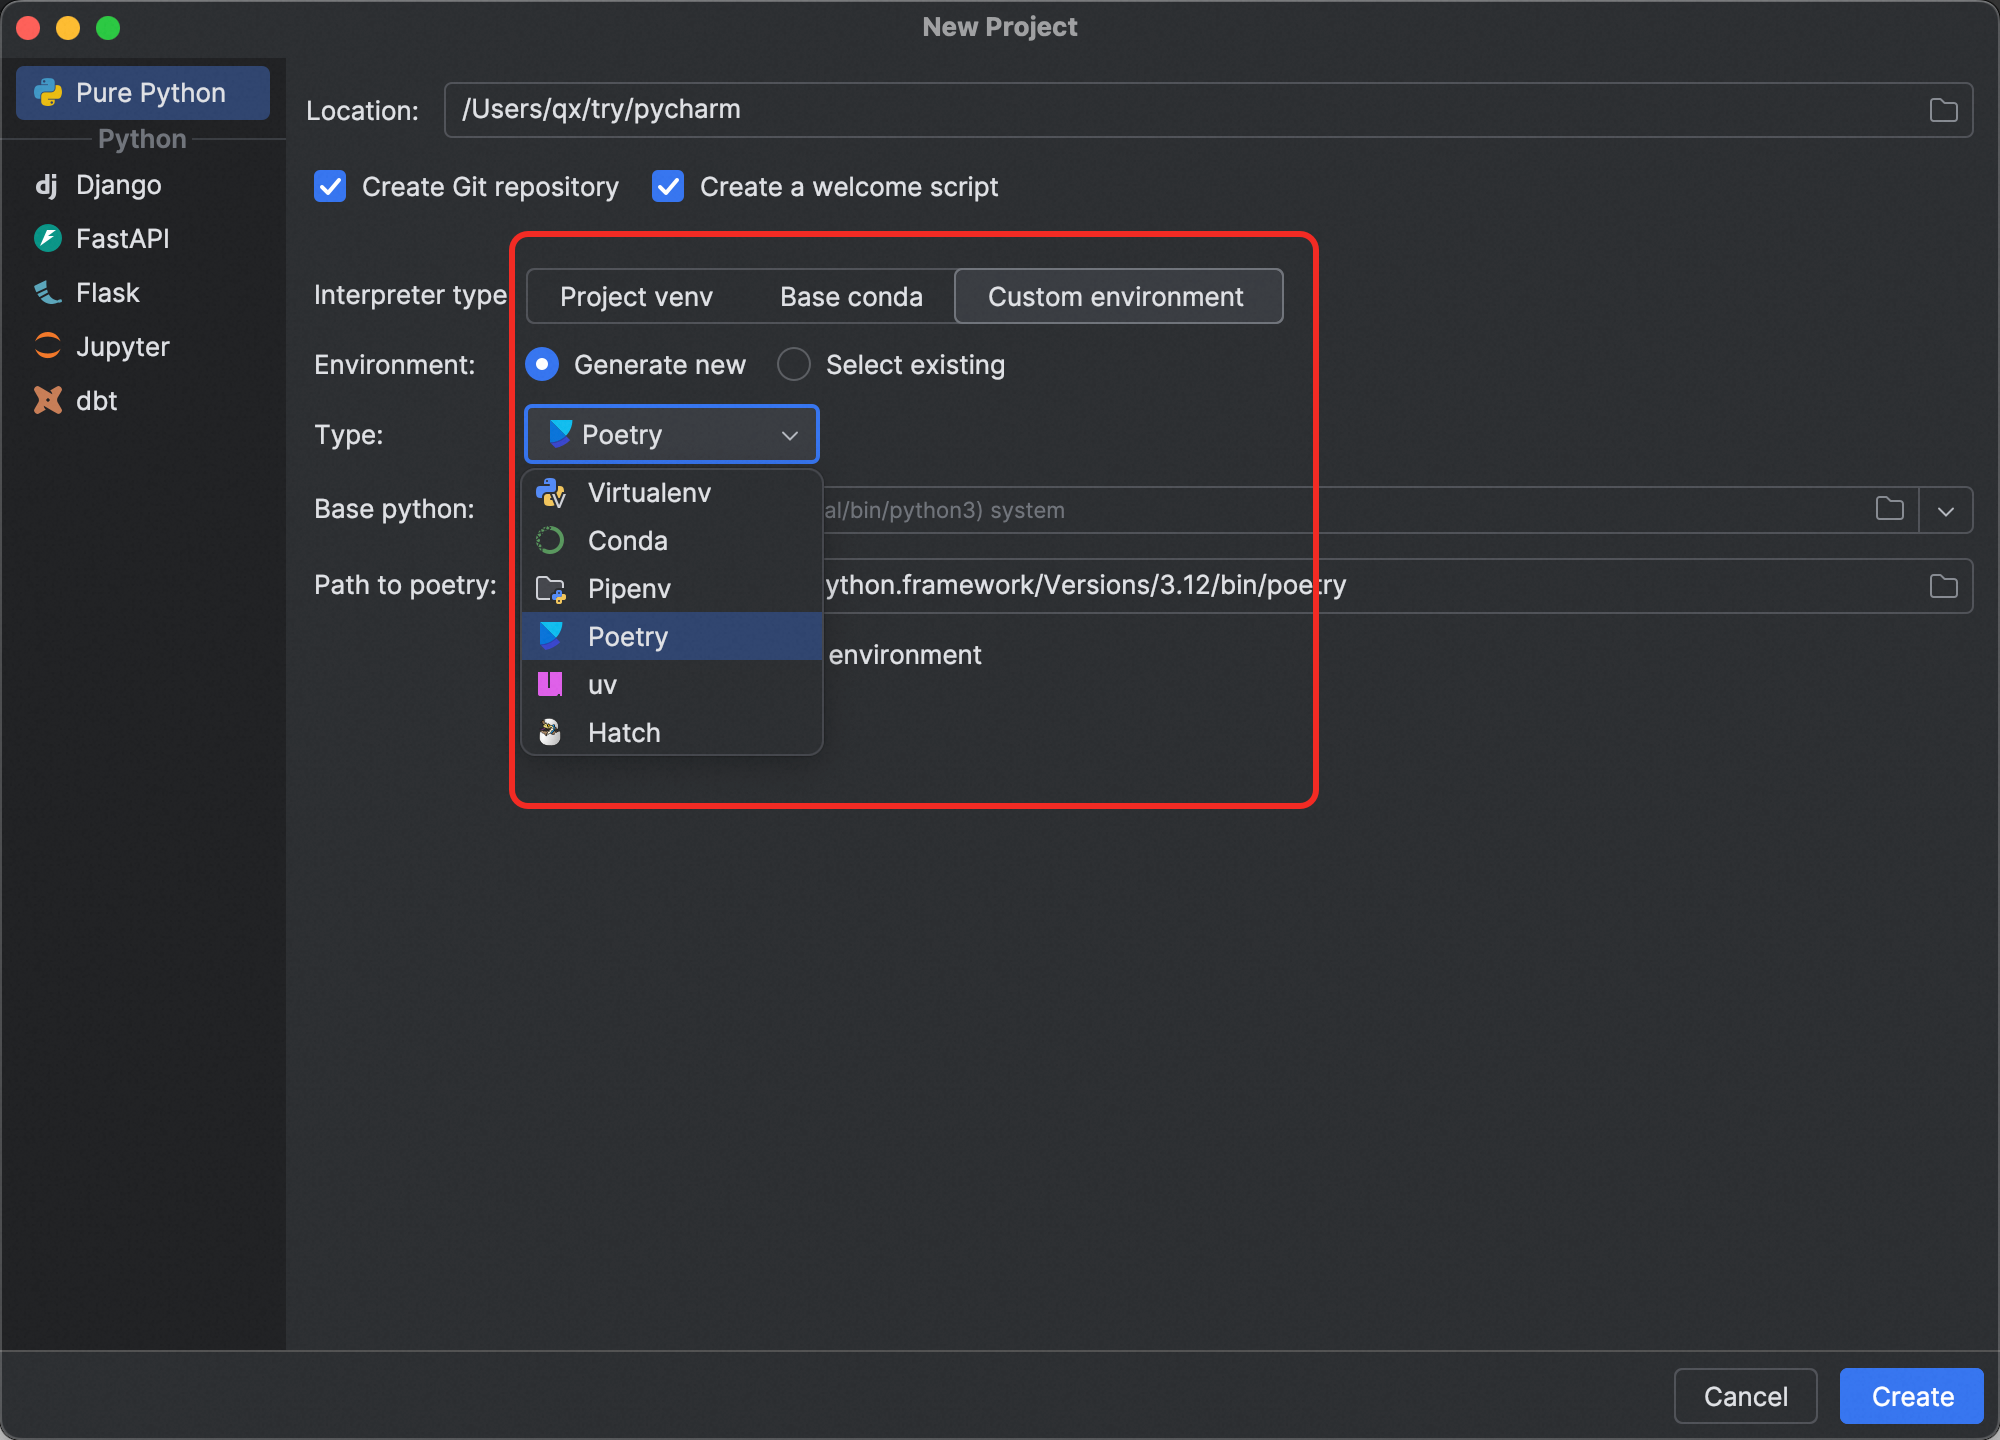 New Project
Pure Python
Python
Django
FastAPI
Flask
Jupyter
dbt
Location: /Users/qx/try/pycharm
Create Git repository Create a welcome script
Interpreter type Project venv Base conda Custom environment
Environment: Generate new Select existing
Type: Poetry
Virtualenv
Conda
Pipenv
Poetry
uv
Hatch
Base python: al/bin/python3) system
Path to poetry: ython.framework/Versions/3.12/bin/poetry
environment
Cancel Create